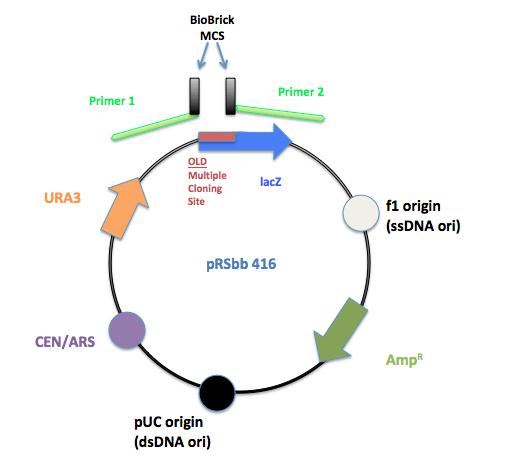 BioBrick
MCS
Primer 1
Primer 2
OLD
Multiple
Cloning
Site
lacZ
URA3
f1 origin
(ssDNA ori)
pRSbb 416
CEN/ARS
Ampᴿ
pUC origin
(dsDNA ori)